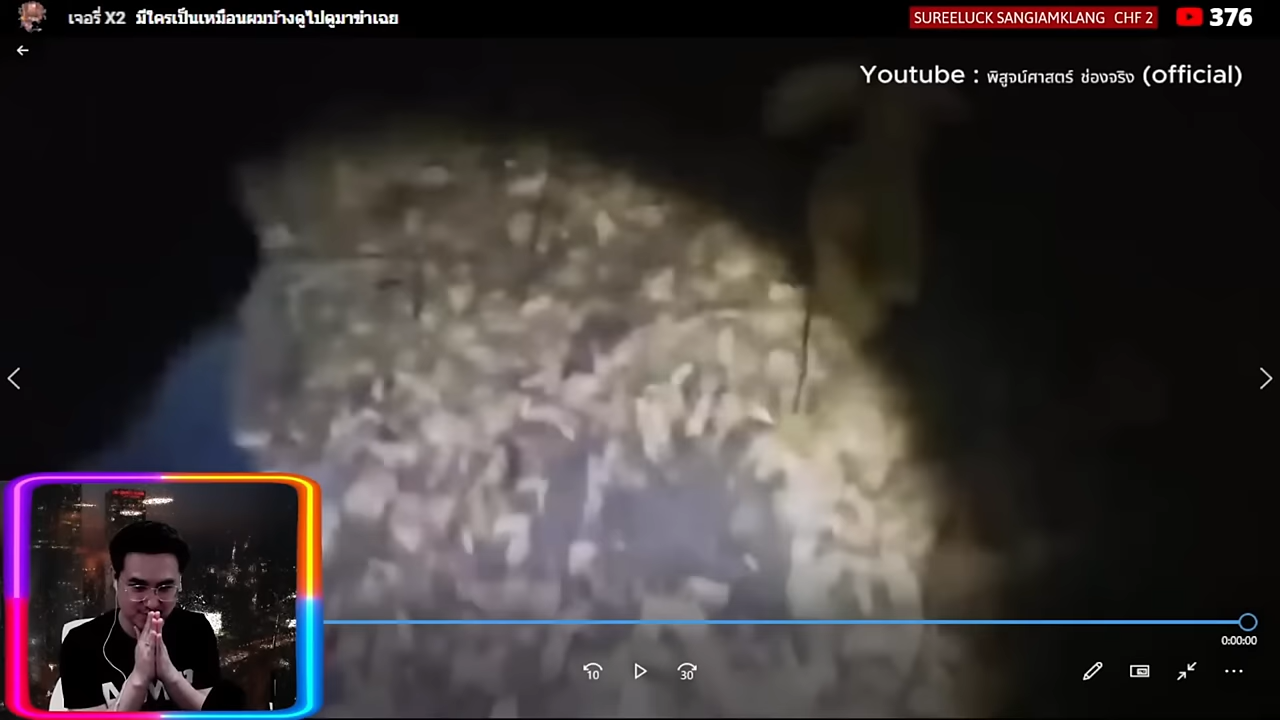 เจอรี่ X2 มีใครเป็นเหมือนผมบ้างดูไปดูมาขำเฉย
SUREELUCK SANGIAMKLANG CHF 2
376
Youtube : พิสูจน์ศาสตร์ ช่องจริง (official)
0:00:00
10
30